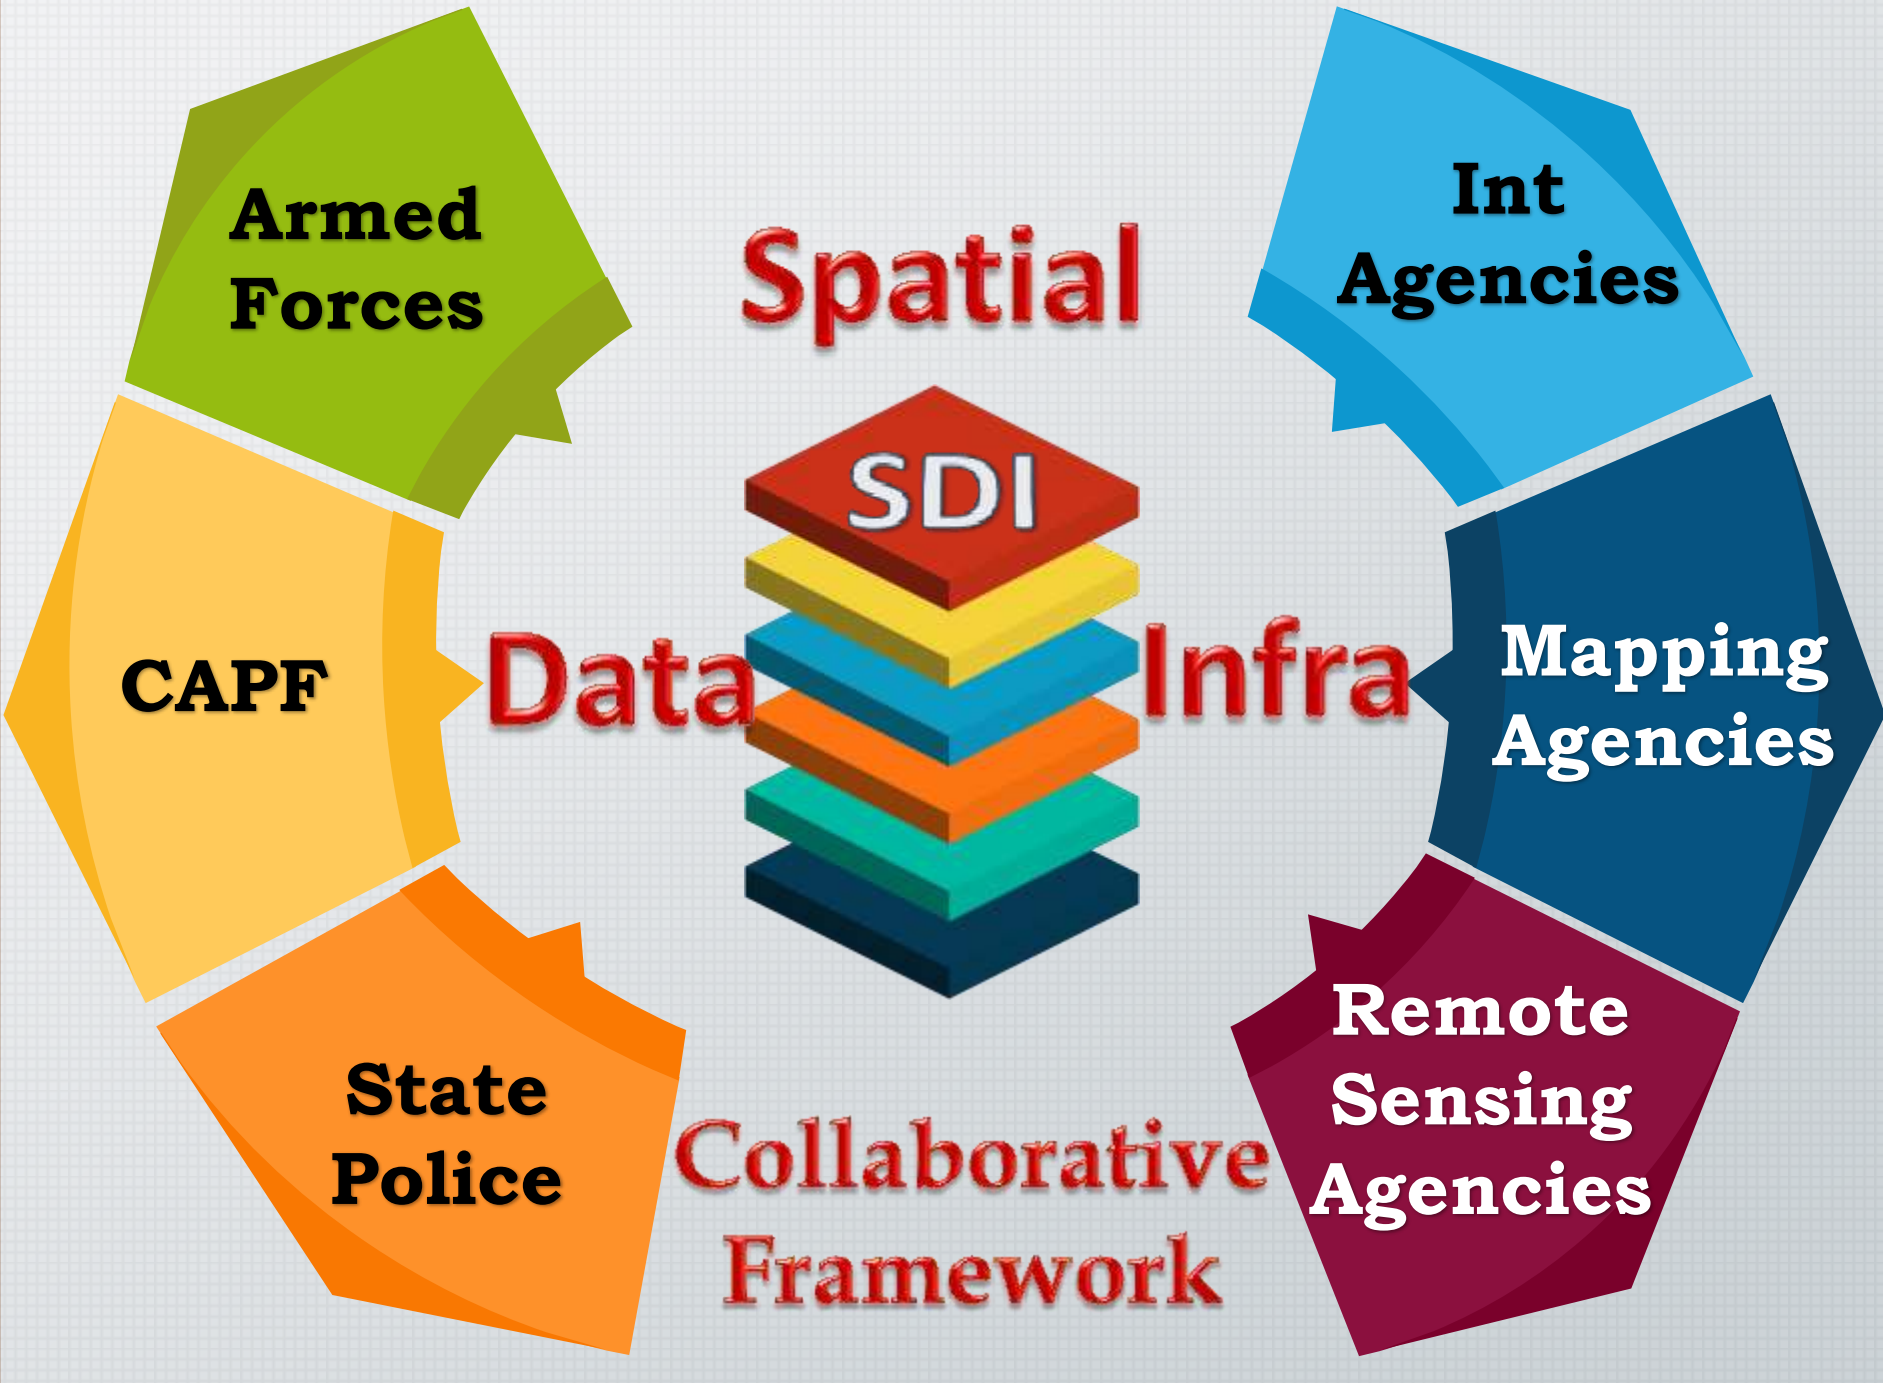 Armed
Forces
Int
Agencies
Spatial
SDI
CAPF
Data
Infra
Mapping
Agencies
State
Police
Remote
Sensing
Agencies
Collaborative
Framework